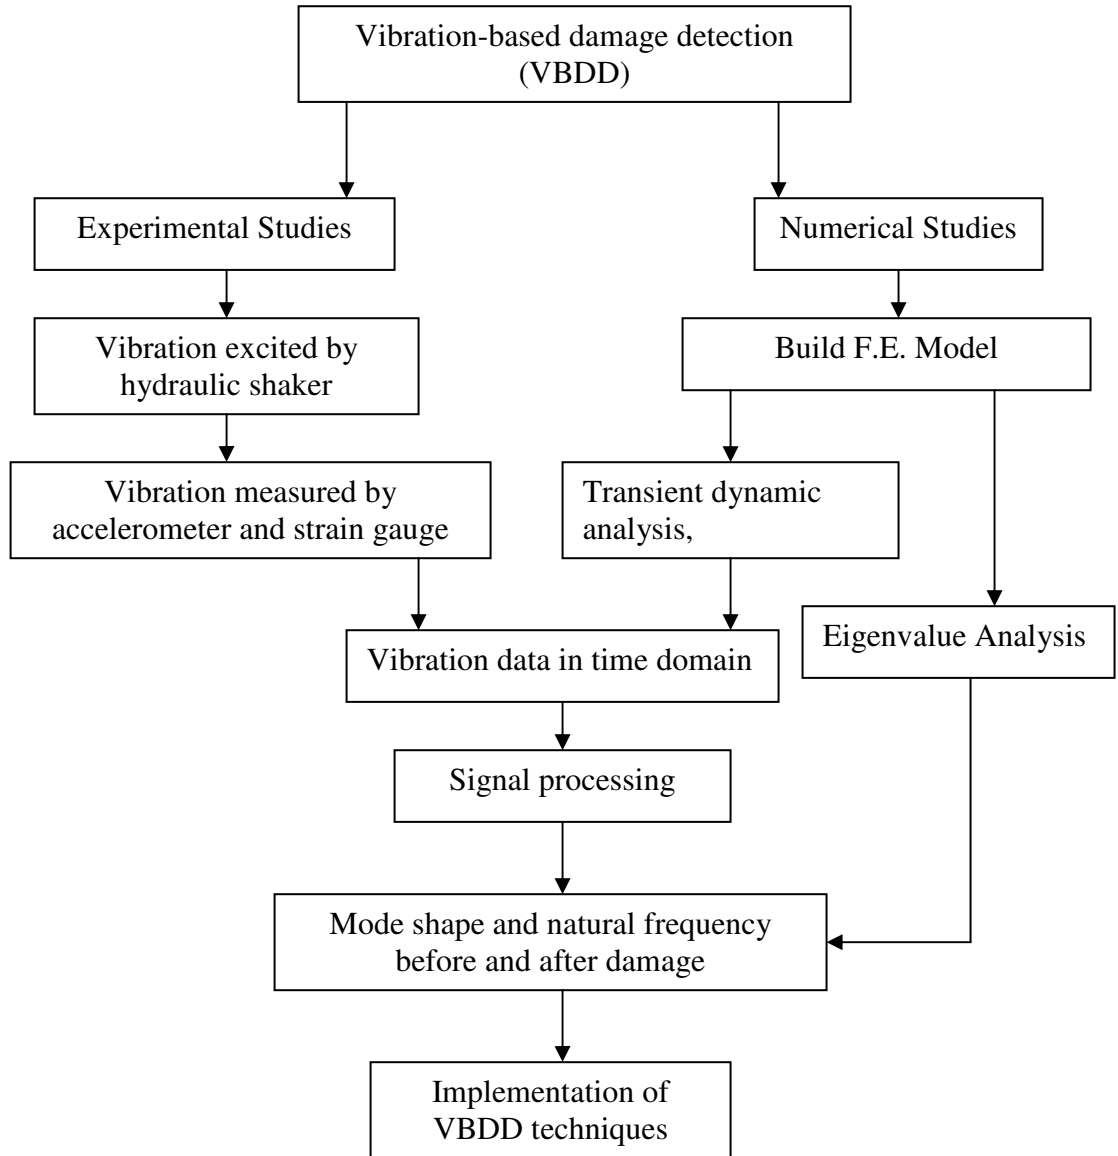 Vibration-based damage detection
(VBDD)
Experimental Studies
Numerical Studies
Vibration excited by
hydraulic shaker
Build F.E. Model
Vibration measured by
accelerometer and strain gauge
Transient dynamic
analysis,
Eigenvalue Analysis
Vibration data in time domain
Signal processing
Mode shape and natural frequency
before and after damage
Implementation of
VBDD techniques